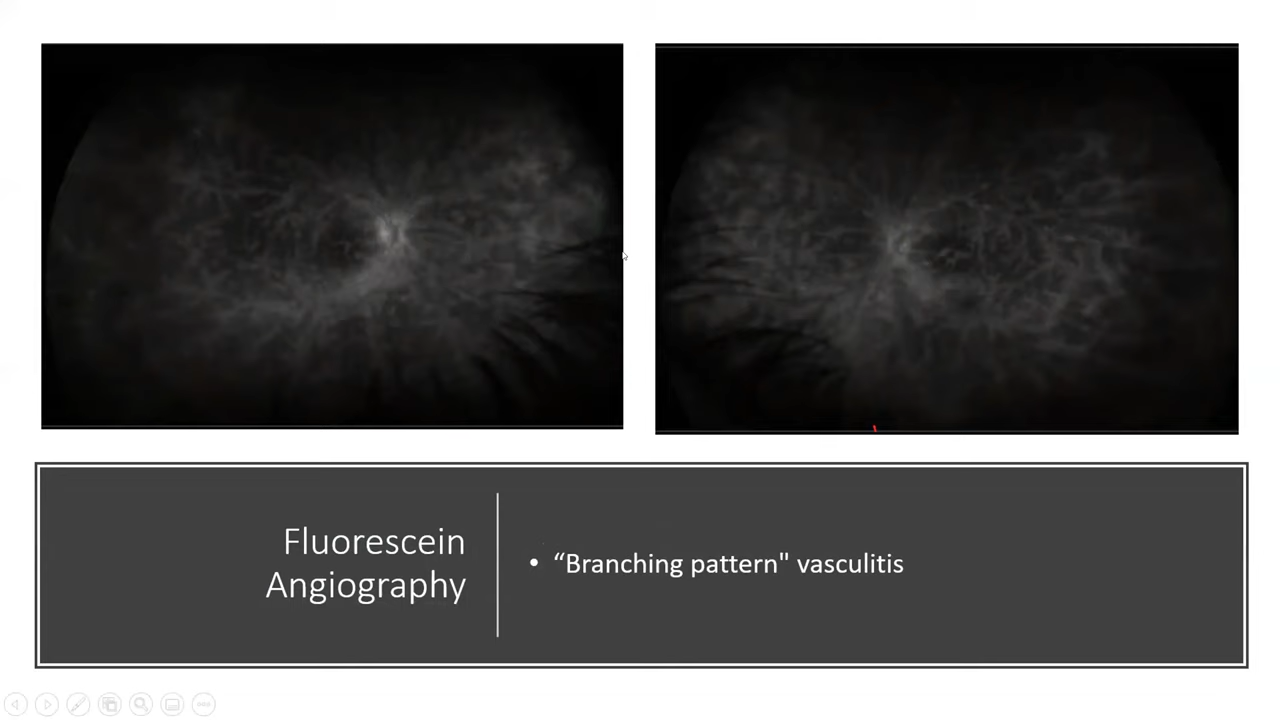 Fluorescein
Angiography
• “Branching pattern" vasculitis